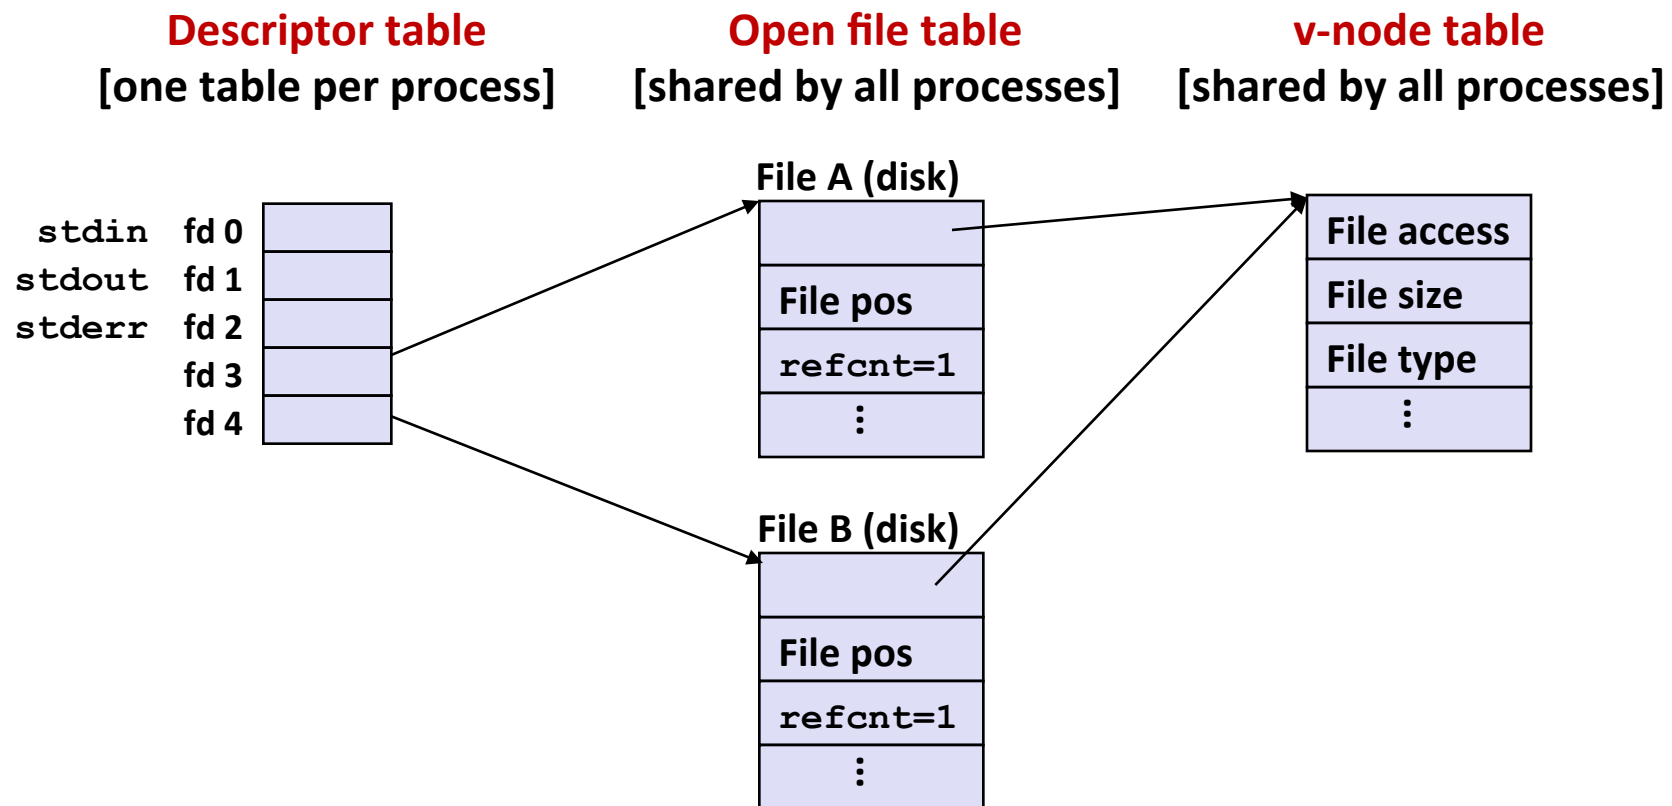 Descriptor table
[one table per process]
Open file table
[shared by all processes]
v-node table
[shared by all processes]
stdin fd 0
stdout fd 1
stderr fd 2
fd 3
fd 4
File A (disk)
File pos
refcnt=1
⋮
File B (disk)
File pos
refcnt=1
⋮
File access
File size
File type
⋮